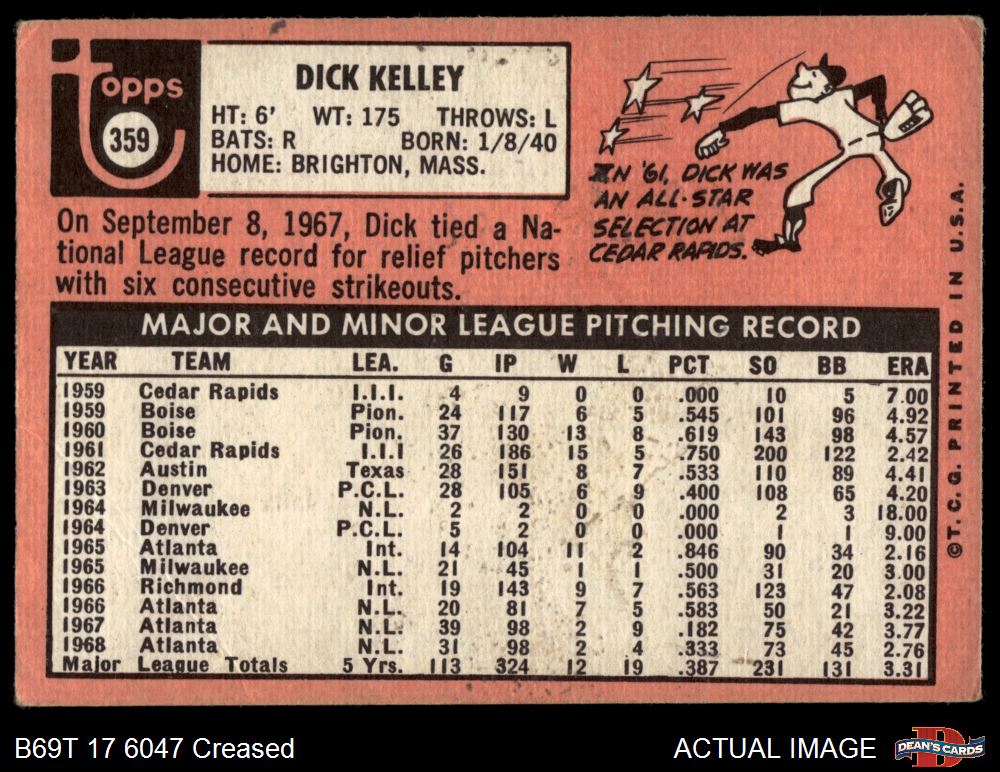 Topps
359
DICK KELLEY
HT: 6' WT: 175 THROWS: L
BATS: R BORN: 1/8/40
HOME: BRIGHTON, MASS.
On September 8, 1967, Dick tied a Na-
tional League record for relief pitchers
with six consecutive strikeouts.
IN '61, DICK WAS
AN ALL-STAR
SELECTION AT
CEDAR RAPIDS.
17
MAJOR AND MINOR LEAGUE PITCHING RECORD
YEAR TEAM LEA. G IP W L PCT SO BB ERA
1959 Cedar Rapids I.I.I. 4 9 0 0 .000 10 5 7.00
1959 Boise Pion. 24 117 6 5 .545 101 96 4.92
1960 Boise Pion. 37 130 13 8 .619 143 98 4.57
1961 Cedar Rapids I.I.I 26 186 15 5 .750 200 122 2.42
1962 Austin Texas 28 151 8 7 .533 110 89 4.41
1963 Denver P.C.L. 28 105 6 9 .400 108 65 4.20
1964 Milwaukee N.L. 2 2 0 0 .000 2 3 18.00
1964 Denver P.C.L. 5 2 0 0 .000 1 1 9.00
1965 Atlanta Int. 14 104 11 2 .846 90 34 2.16
1965 Milwaukee N.L. 21 45 1 1 .500 31 20 3.00
1966 Richmond Int. 19 143 9 7 .563 123 47 2.08
1966 Atlanta N.L. 20 81 7 5 .583 50 21 3.22
1967 Atlanta N.L. 39 98 2 9 .182 75 42 3.77
1968 Atlanta N.L. 31 98 2 4 .333 73 45 2.76
Major League Totals 5 Yrs. 113 324 12 19 .387 231 131 3.31
©T.C.G. PRINTED IN U.S.A.
B69T 17 6047 Creased
ACTUAL IMAGE
DEAN'S CARDS